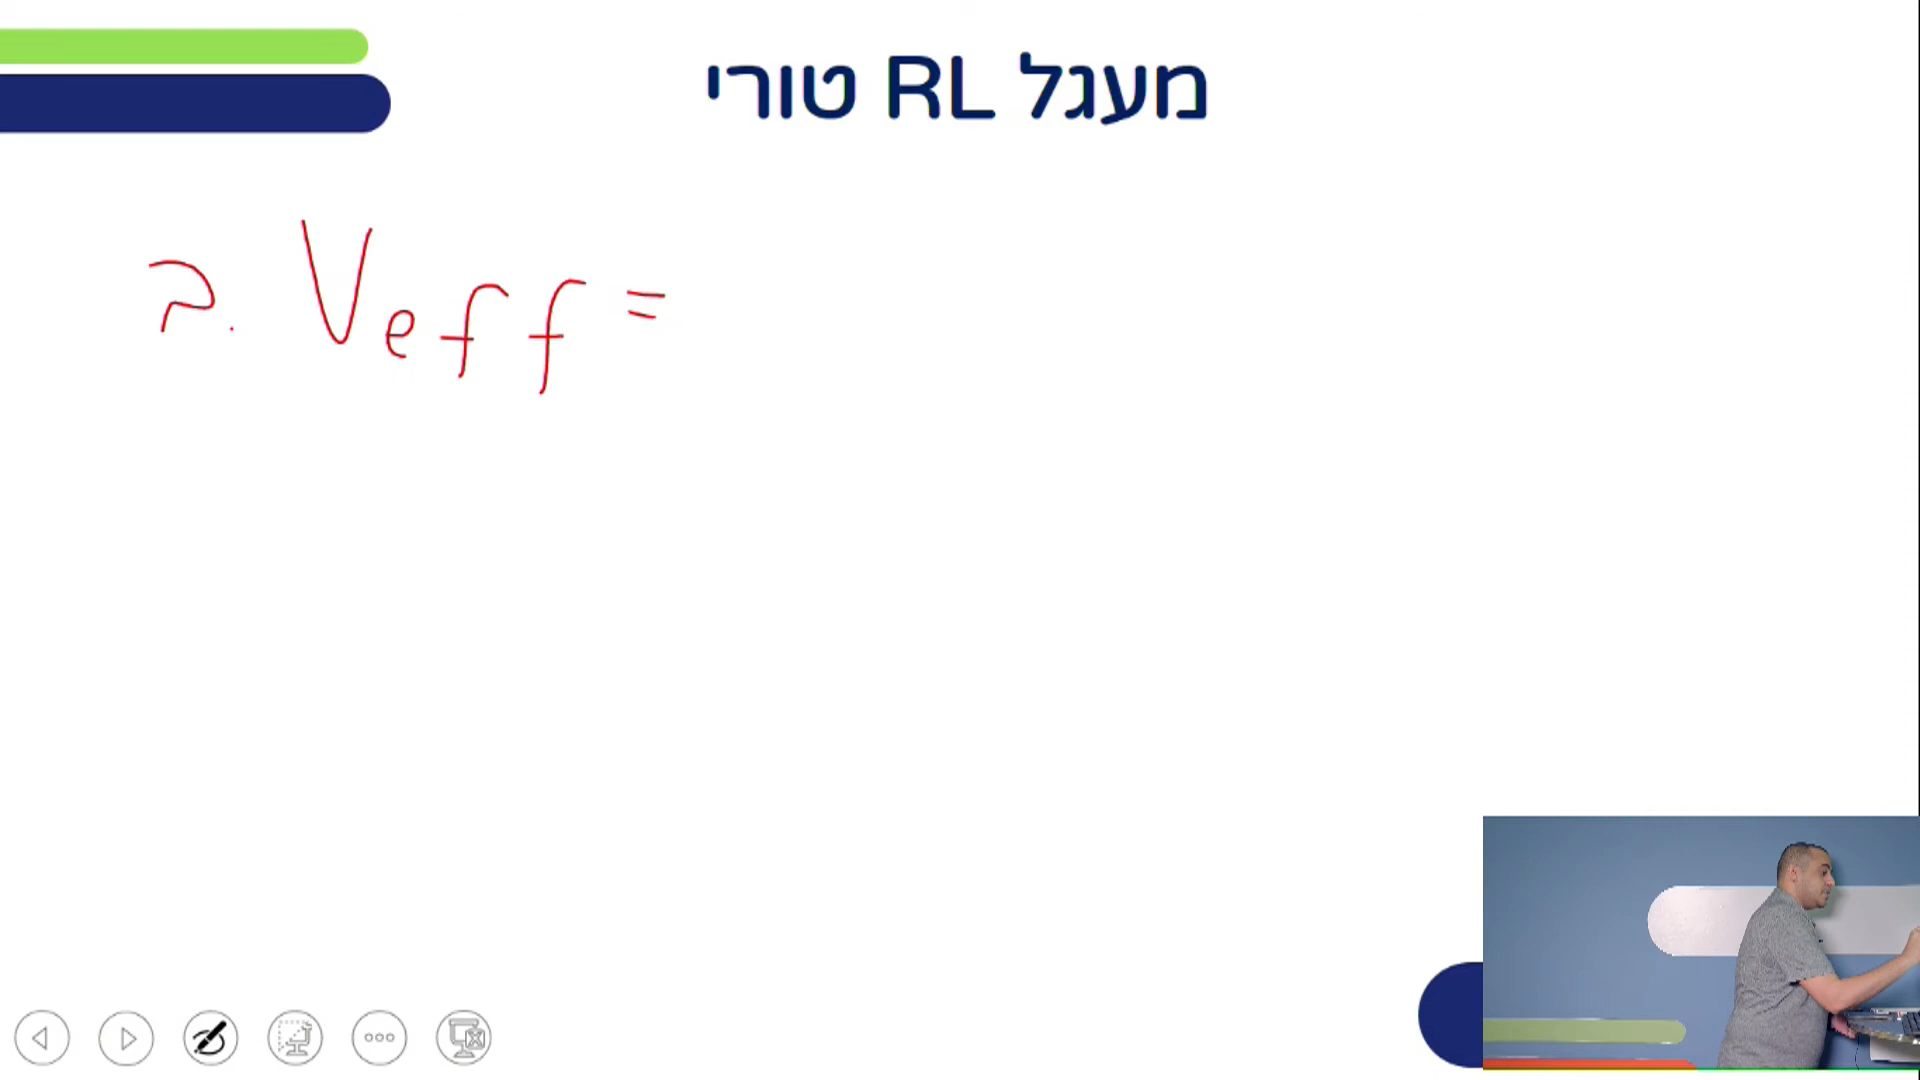 מעגל RL טורי
Veff =